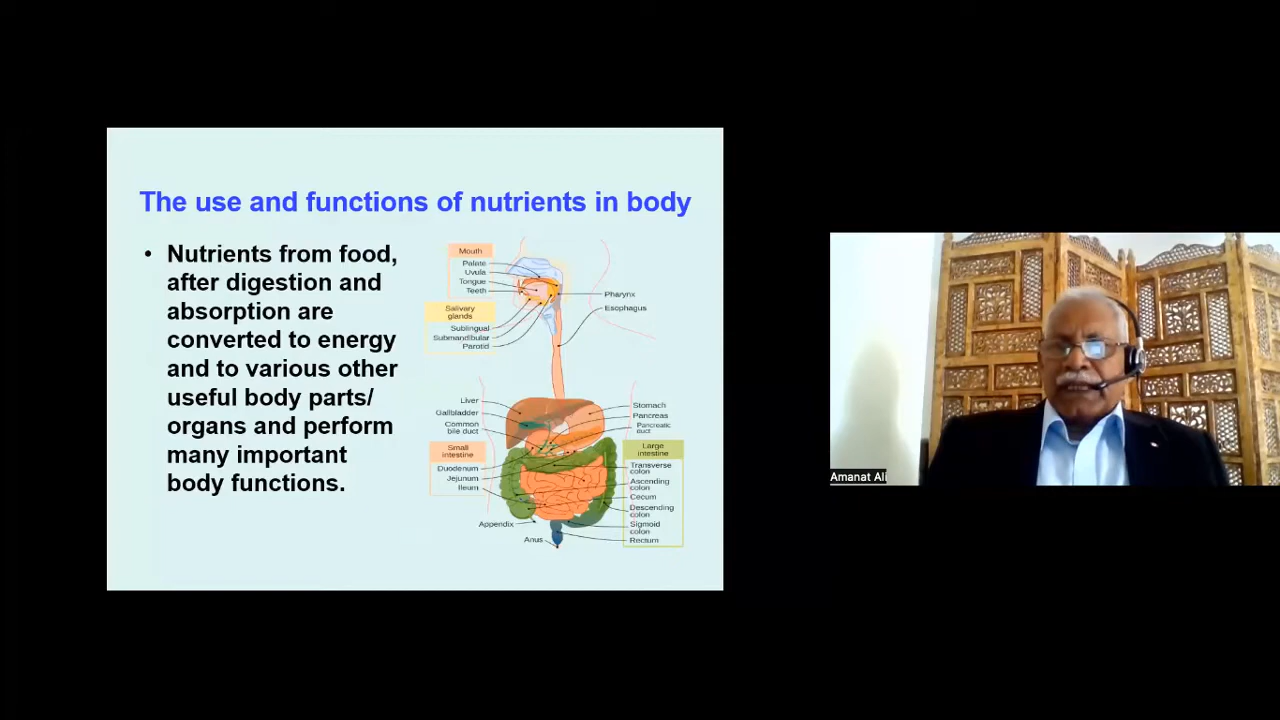 The use and functions of nutrients in body
• Nutrients from food,
after digestion and
absorption are
converted to energy
and to various other
useful body parts/
organs and perform
many important
body functions.
Mouth
Palate
Uvula
Tongue
Teeth
Salivary
glands
Sublingual
Submandibular
Parotid
Pharynx
Esophagus
Liver
Gallbladder
Common
bile duct
Small
intestine
Duodenum
Jejunum
Ileum
Appendix
Anus
Stomach
Pancreas
Pancreatic
duct
Large
intestine
Transverse
colon
Ascending
colon
Cecum
Descending
colon
Sigmoid
colon
Rectum
Amanat Ali